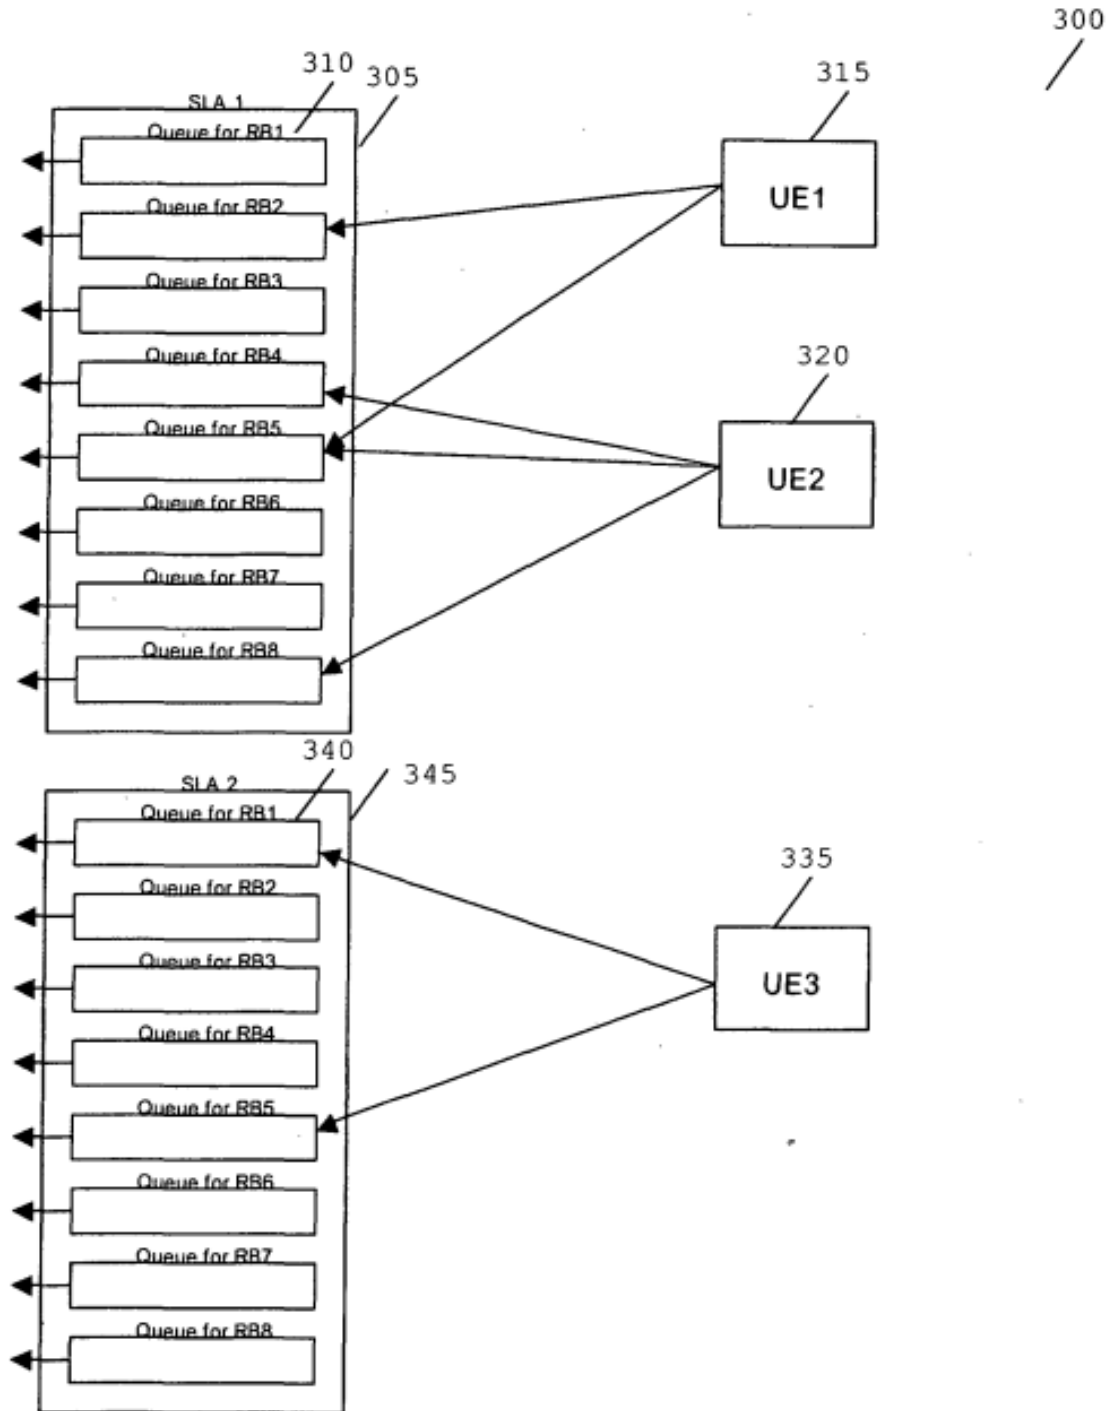 300
310
305
315
SLA 1
Queue for RB1
UE1
Queue for RB2
Queue for RB3
Queue for RB4
320
Queue for RB5
UE2
Queue for RB6
Queue for RB7
Queue for RB8
340
345
SLA 2
Queue for RB1
335
Queue for RB2
UE3
Queue for RB3
Queue for RB4
Queue for RB5
Queue for RB6
Queue for RB7
Queue for RB8